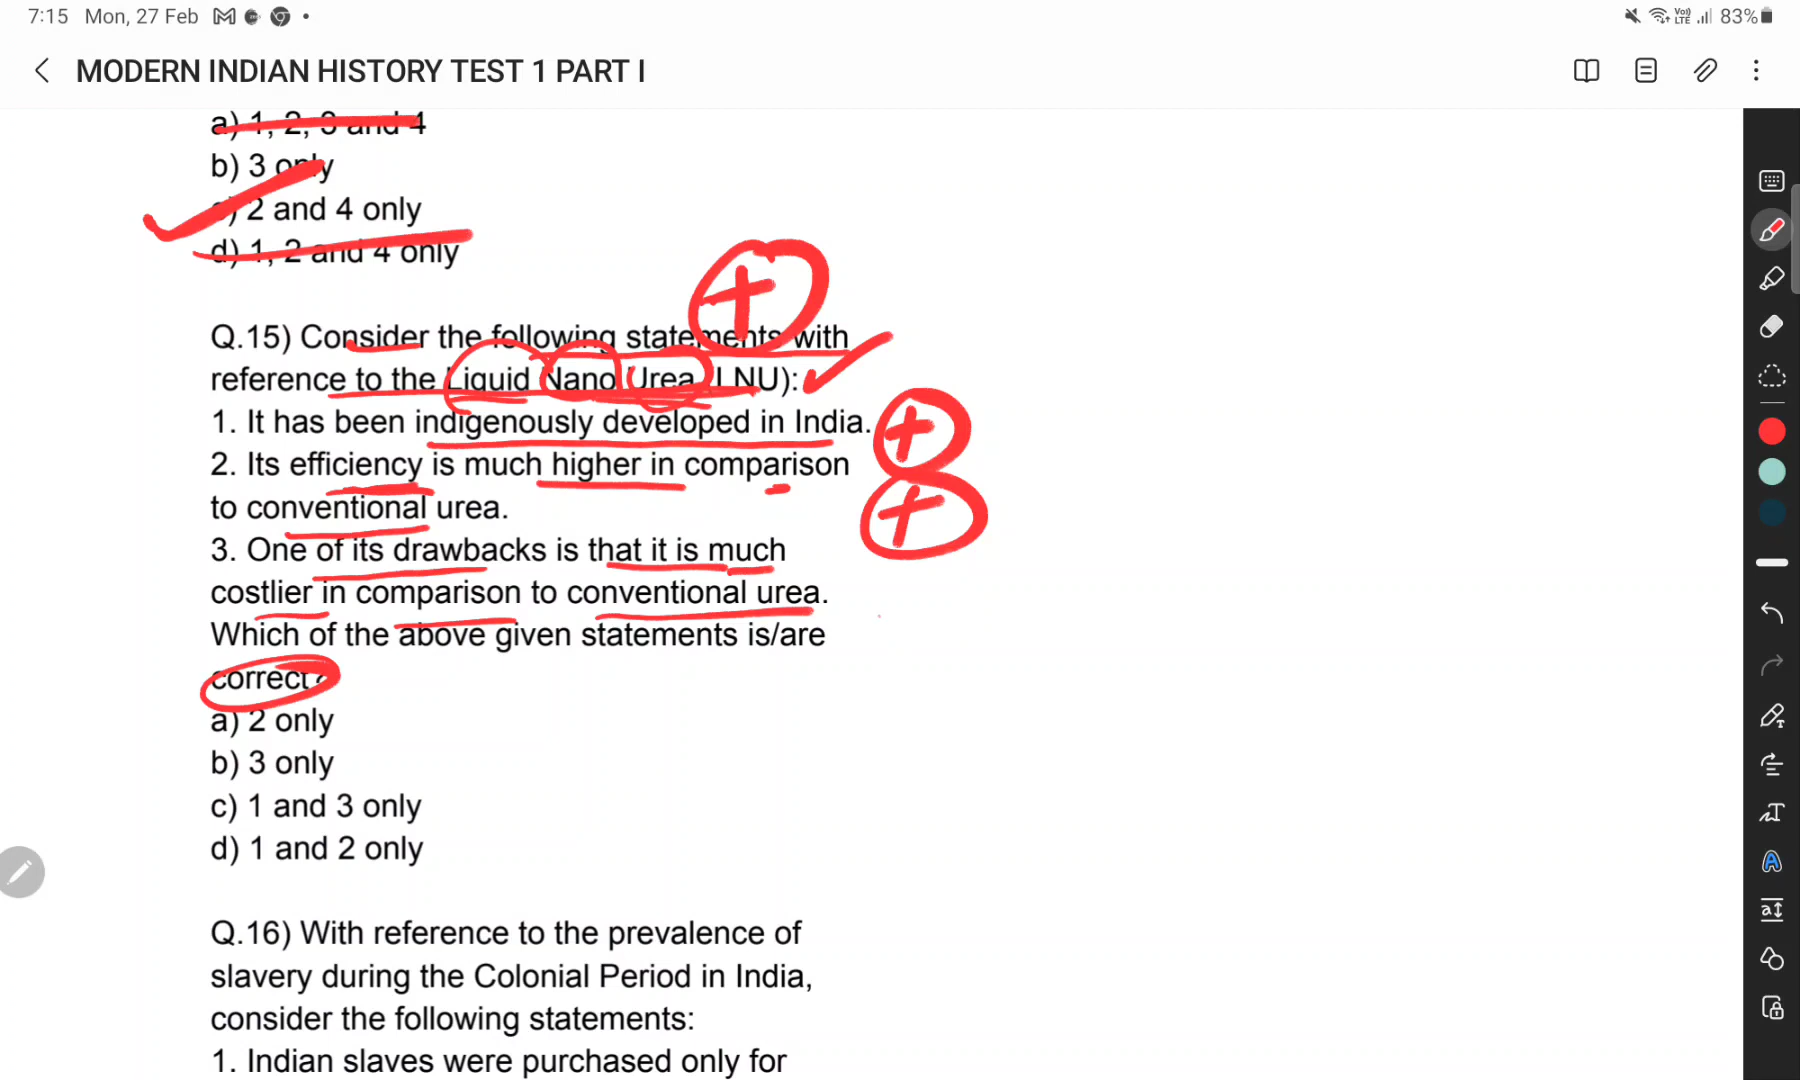 7:15 Mon, 27 Feb
Vo) LTE 83%
MODERN INDIAN HISTORY TEST 1 PART I
a) 1, 2, 3 and 4
b) 3 only
c) 2 and 4 only
d) 1, 2 and 4 only
Q.15) Consider the following statements with
reference to the Liquid Nano Urea (LNU):
1. It has been indigenously developed in India.
2. Its efficiency is much higher in comparison
to conventional urea.
3. One of its drawbacks is that it is much
costlier in comparison to conventional urea.
Which of the above given statements is/are
correct?
a) 2 only
b) 3 only
c) 1 and 3 only
d) 1 and 2 only
Q.16) With reference to the prevalence of
slavery during the Colonial Period in India,
consider the following statements:
1. Indian slaves were purchased only for